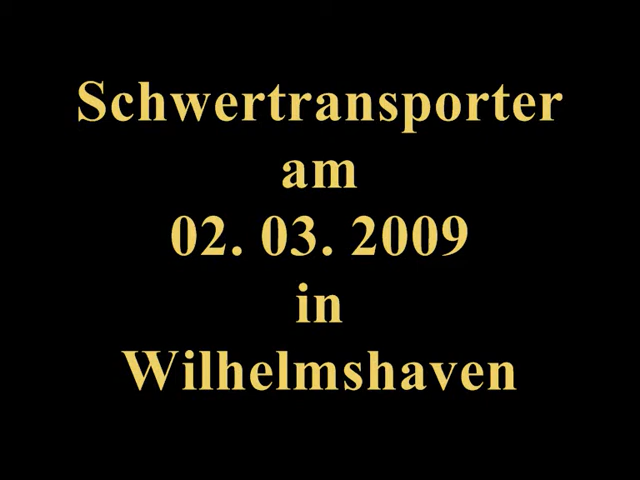 Schwertransporter
am
02. 03. 2009
in
Wilhelmshaven